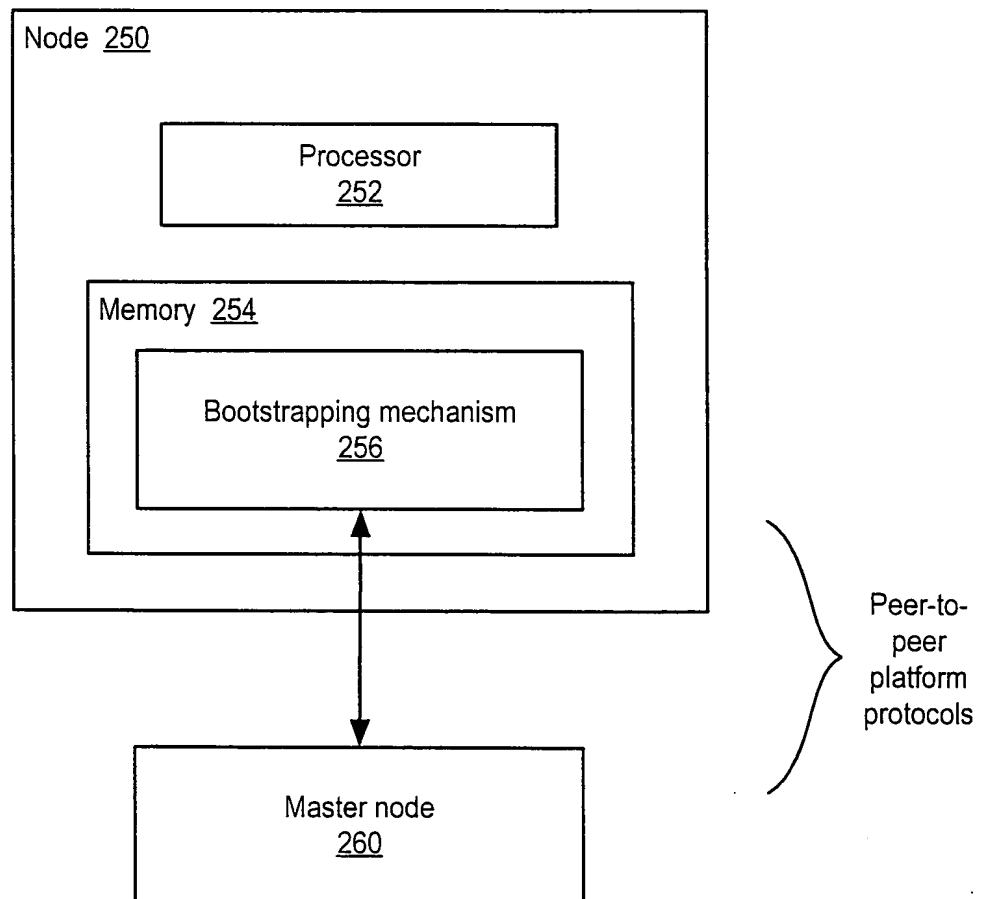 Node 250
Processor
252
Memory 254
Bootstrapping mechanism
256
Peer-to-
peer
platform
protocols
Master node
260